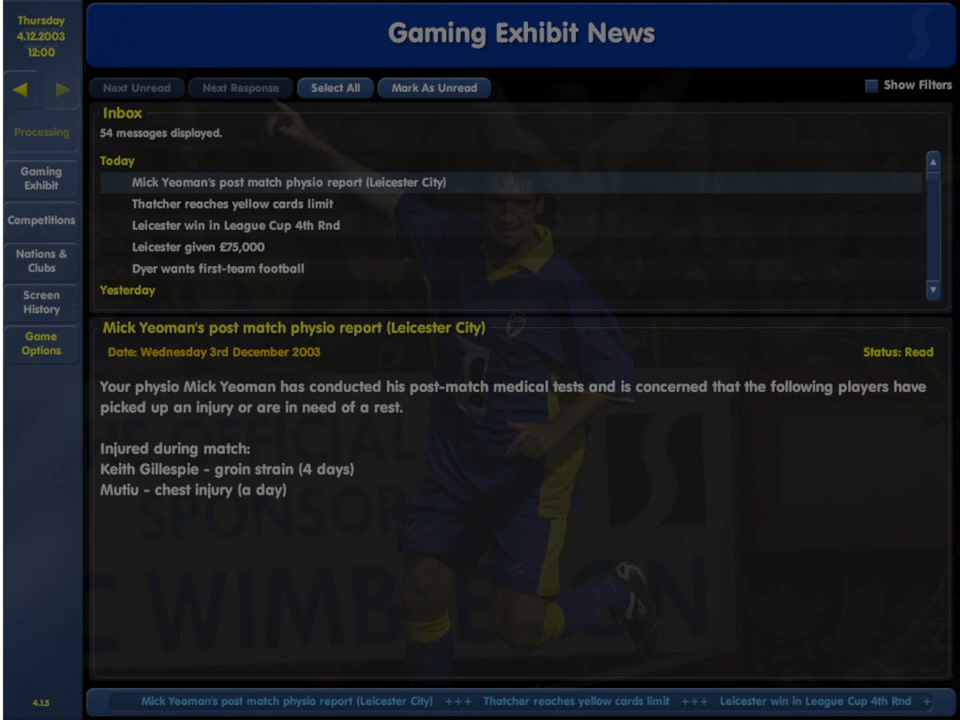 Thursday
4.12.2003
12:00
Gaming Exhibit News
Next Unread
Next Response
Select All
Mark As Unread
Show Filters
Processing
Gaming
Exhibit
Competitions
Nations &
Clubs
Screen
History
Game
Options
4.1.5
Inbox
54 messages displayed.
Today
Mick Yeoman's post match physio report (Leicester City)
Thatcher reaches yellow cards limit
Leicester win in League Cup 4th Rnd
Leicester given £75,000
Dyer wants first-team football
Yesterday
Mick Yeoman's post match physio report (Leicester City)
Date: Wednesday 3rd December 2003
Status: Read
Your physio Mick Yeoman has conducted his post-match medical tests and is concerned that the following players have
picked up an injury or are in need of a rest.
Injured during match:
Keith Gillespie - groin strain (4 days)
Mutiu - chest injury (a day)
OFFICIAL
SPONSOR
C WIMBLEDON
Mick Yeoman's post match physio report (Leicester City) +++ Thatcher reaches yellow cards limit +++ Leicester win in League Cup 4th Rnd +